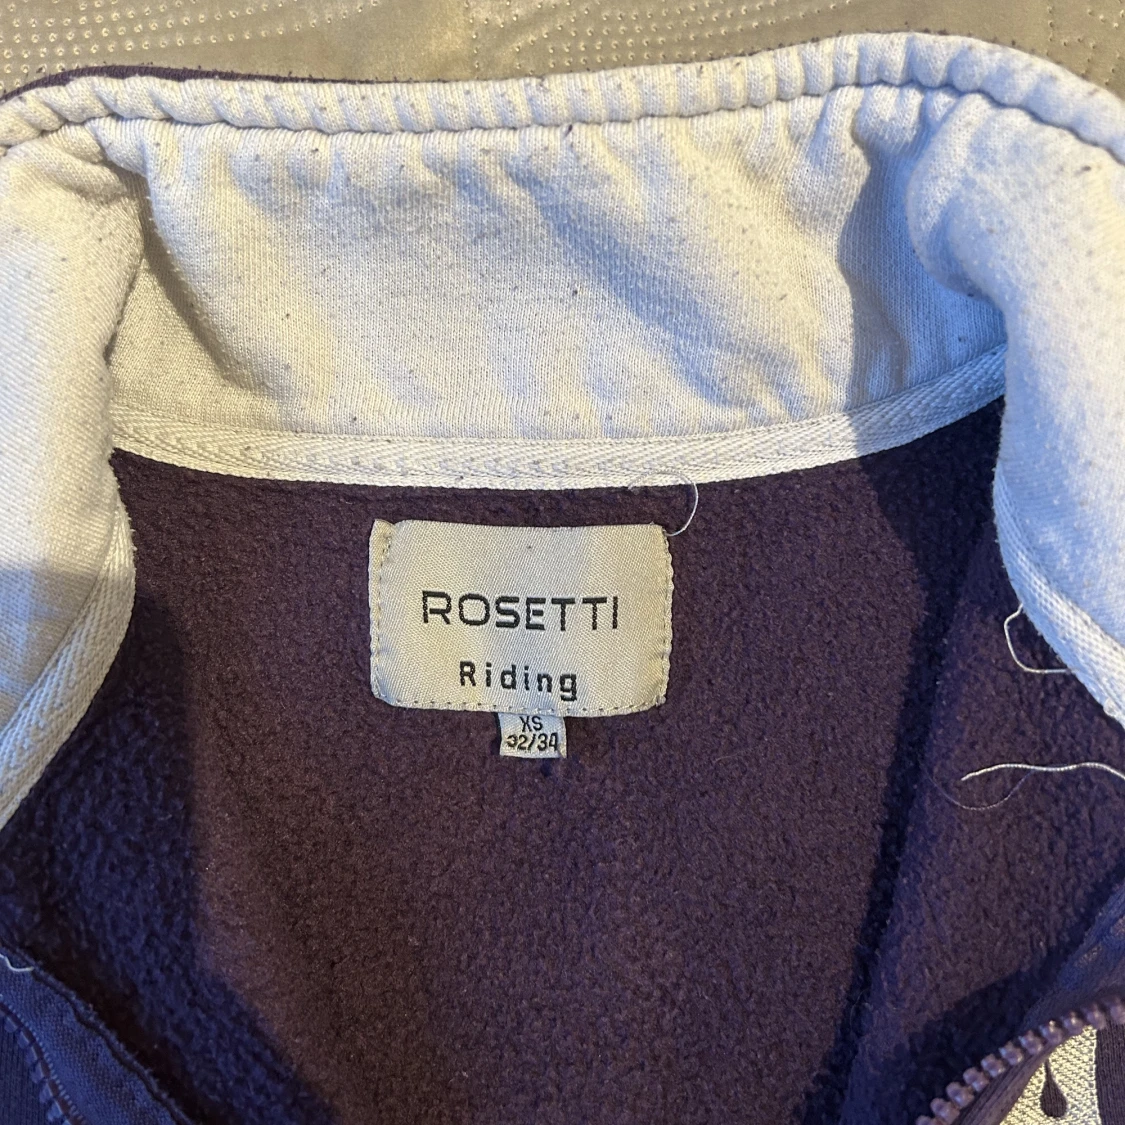 ROSETTI
Riding
XS
32/34